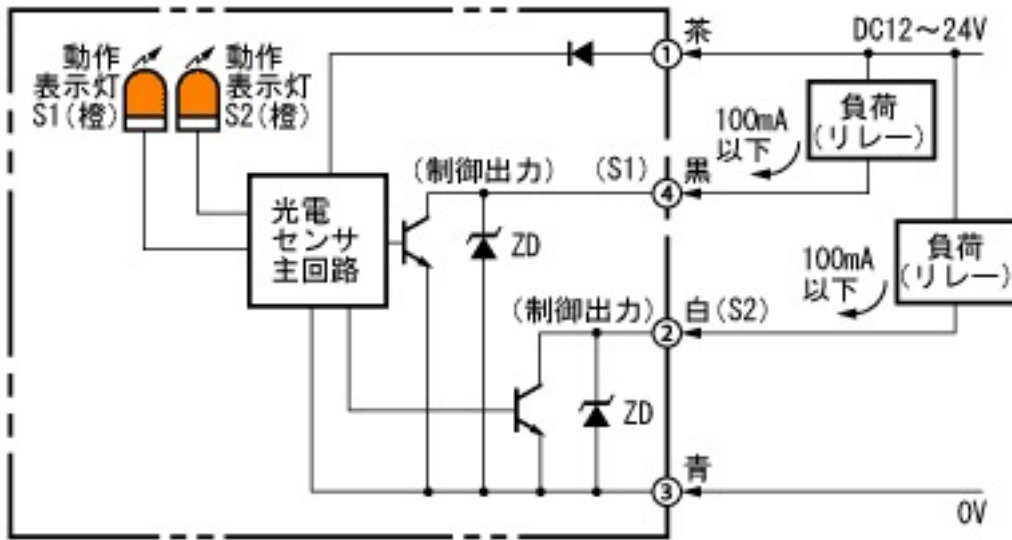 動作
表示灯
S1(橙)
動作
表示灯
S2(橙)
① 茶
DC12～24V
負荷
(リレー)
100mA
以下
(制御出力)
(S1)
④ 黒
光電
センサ
主回路
ZD
負荷
(リレー)
100mA
以下
(制御出力)
② 白(S2)
ZD
③ 青
0V